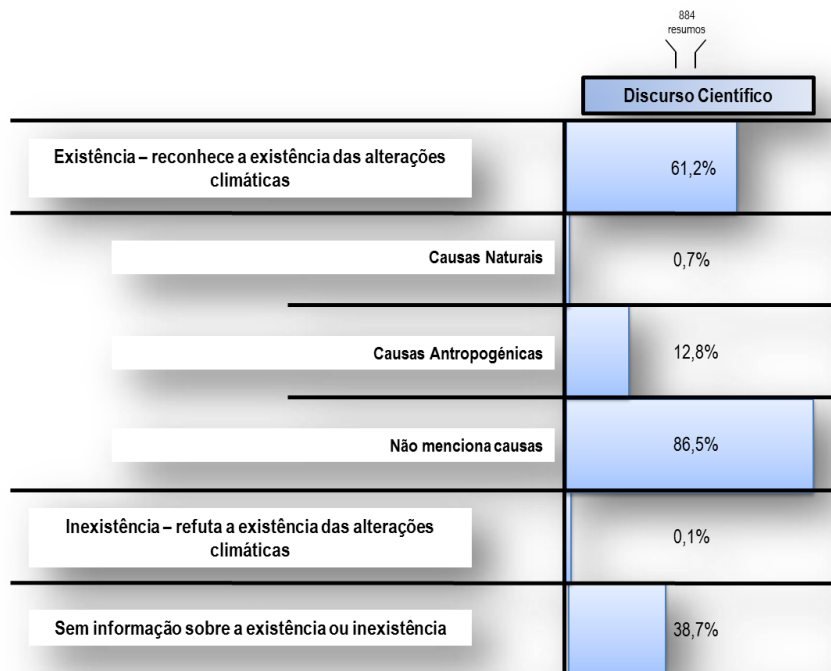 884
resumos
Discurso Científico
Existência – reconhece a existência das alterações
climáticas
61,2%
Causas Naturais
0,7%
Causas Antropogénicas
12,8%
Não menciona causas
86,5%
Inexistência – refuta a existência das alterações
climáticas
0,1%
Sem informação sobre a existência ou inexistência
38,7%